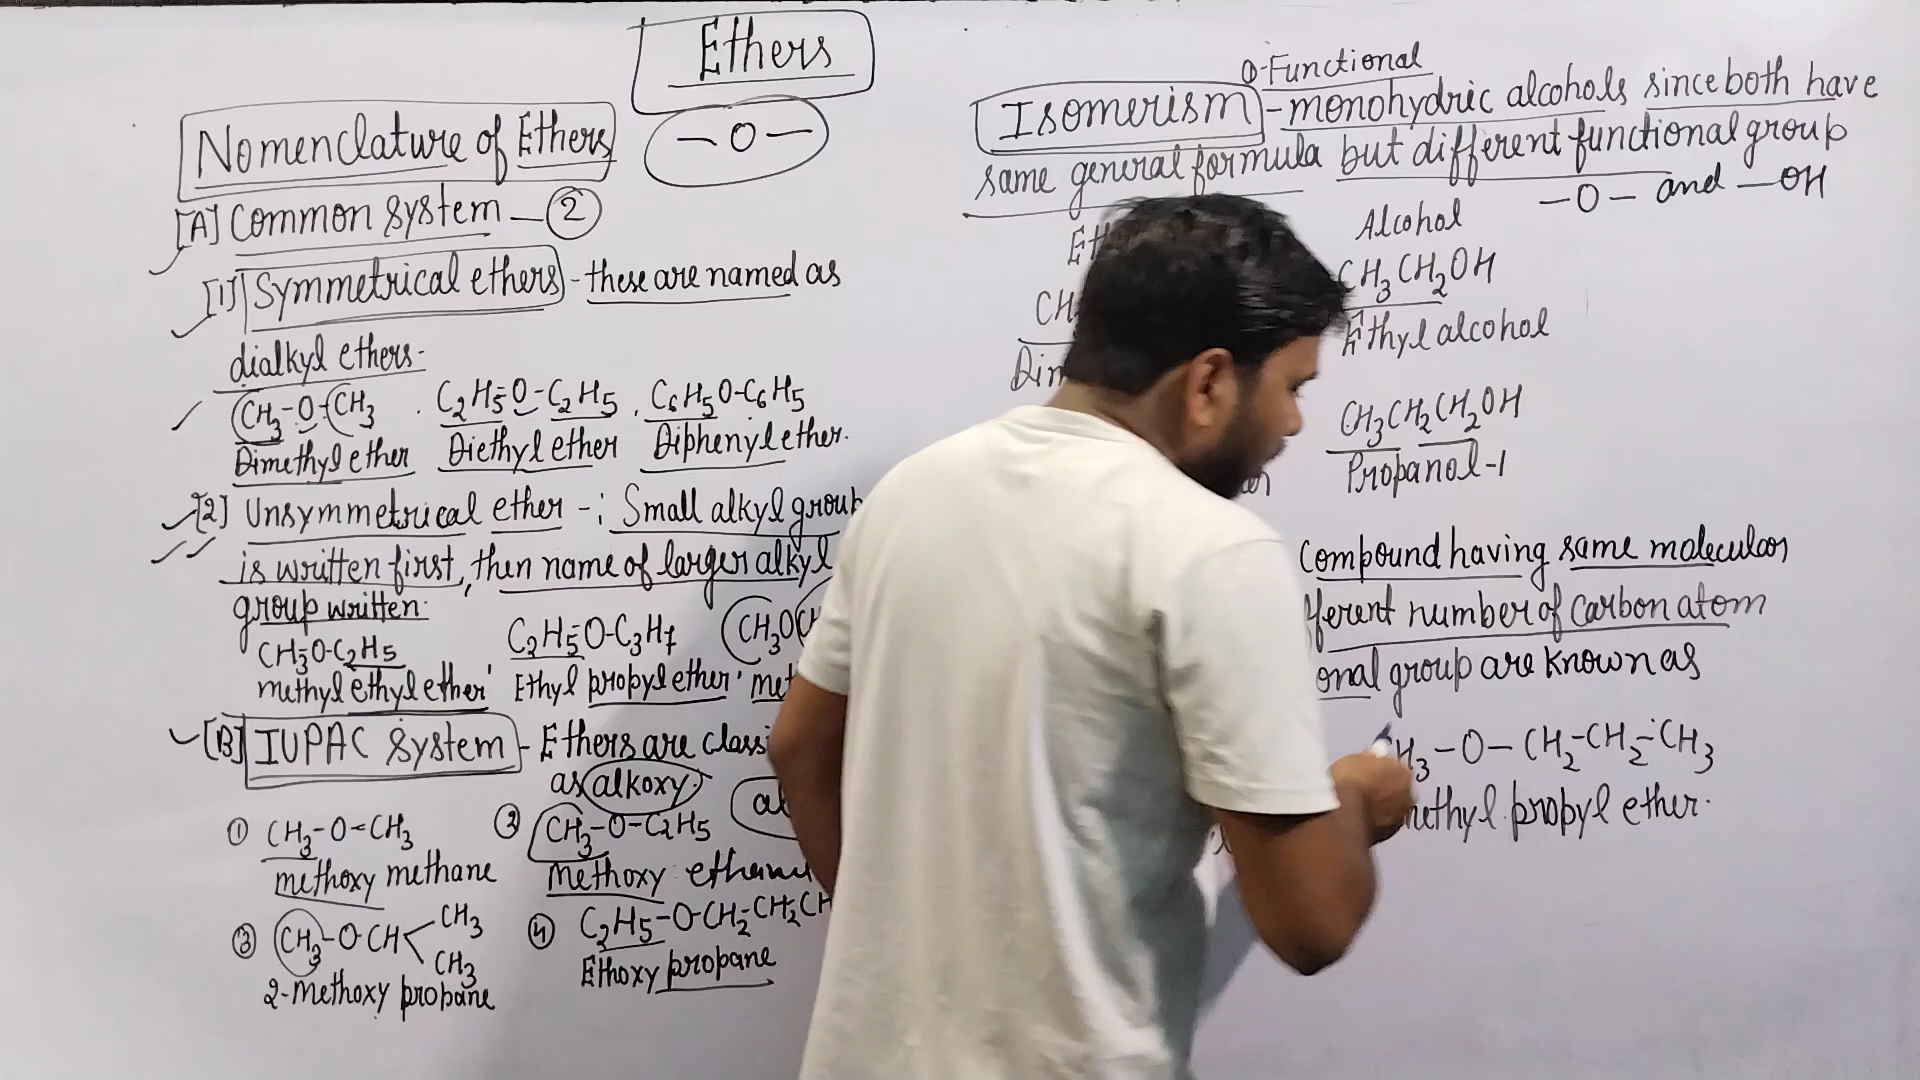 Ethers
-O-
Nomenclature of Ethers
[A] Common System - 2
[1] Symmetrical ethers - these are named as
dialkyl ethers-
CH3-O-CH3 . C2H5-O-C2H5 , C6H5O-C6H5
Dimethyl ether Diethyl ether Diphenyl ether.
[2] Unsymmetrical ether -: Small alkyl group
is written first, then name of larger alkyl
group written.
CH3O-C2H5 C2H5O-C3H7 CH3O
methyl ethyl ether' Ethyl propyl ether'
[B] IUPAC System - Ethers are
as alkoxy.
① CH3-O-CH3 ② CH3-O-C2H5
methoxy methane Methoxy ethane
③ CH3-O-CH CH3 CH3 ④ C2H5-O-CH2-CH2
2-methoxy propane Ethoxy propane
①-Functional
Isomerism - monohydric alcohols since both have
same general formula but different functional group
-O- and -OH
Alcohol
CH3CH2OH
Ethyl alcohol
CH3CH2CH2OH
Propanol-1
Compound having same molecular
number of carbon atom
group are known as
-O-CH2-CH2-CH3
methyl propyl ether.